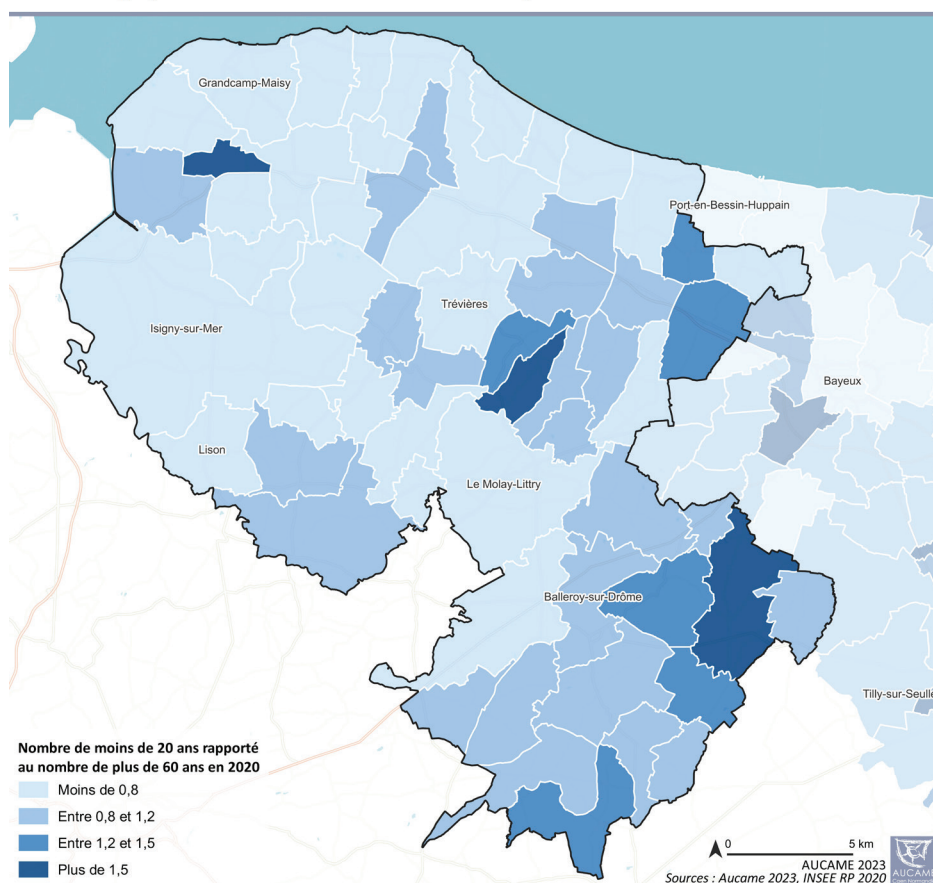 Grandcamp-Maisy
Port-en-Bessin-Huppain
Trévières
Isigny-sur-Mer
Bayeux
Lison
Le Molay-Littry
Balleroy-sur-Drôme
Tilly-sur-Seulle
Nombre de moins de 20 ans rapporté
au nombre de plus de 60 ans en 2020
Moins de 0,8
Entre 0,8 et 1,2
Entre 1,2 et 1,5
Plus de 1,5
0 5 km
AUCAME 2023
Sources : Aucame 2023, INSEE RP 2020
AUCAME